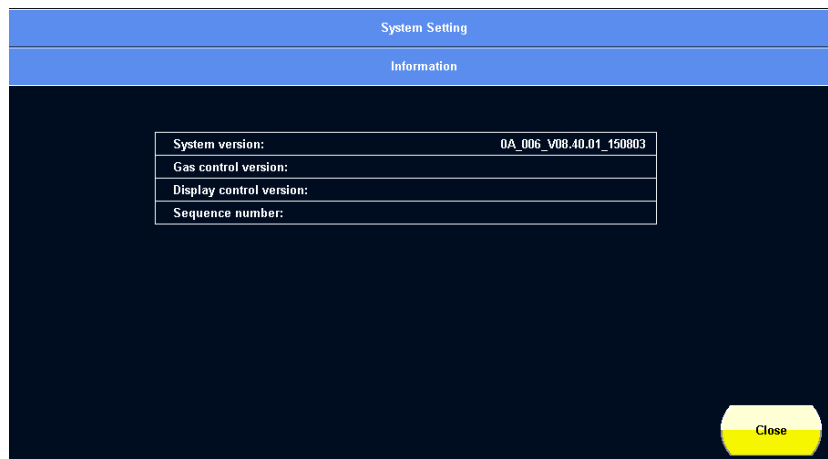 System Setting
Information
System version: 0A_006_V08.40.01_150803
Gas control version:
Display control version:
Sequence number:
Close